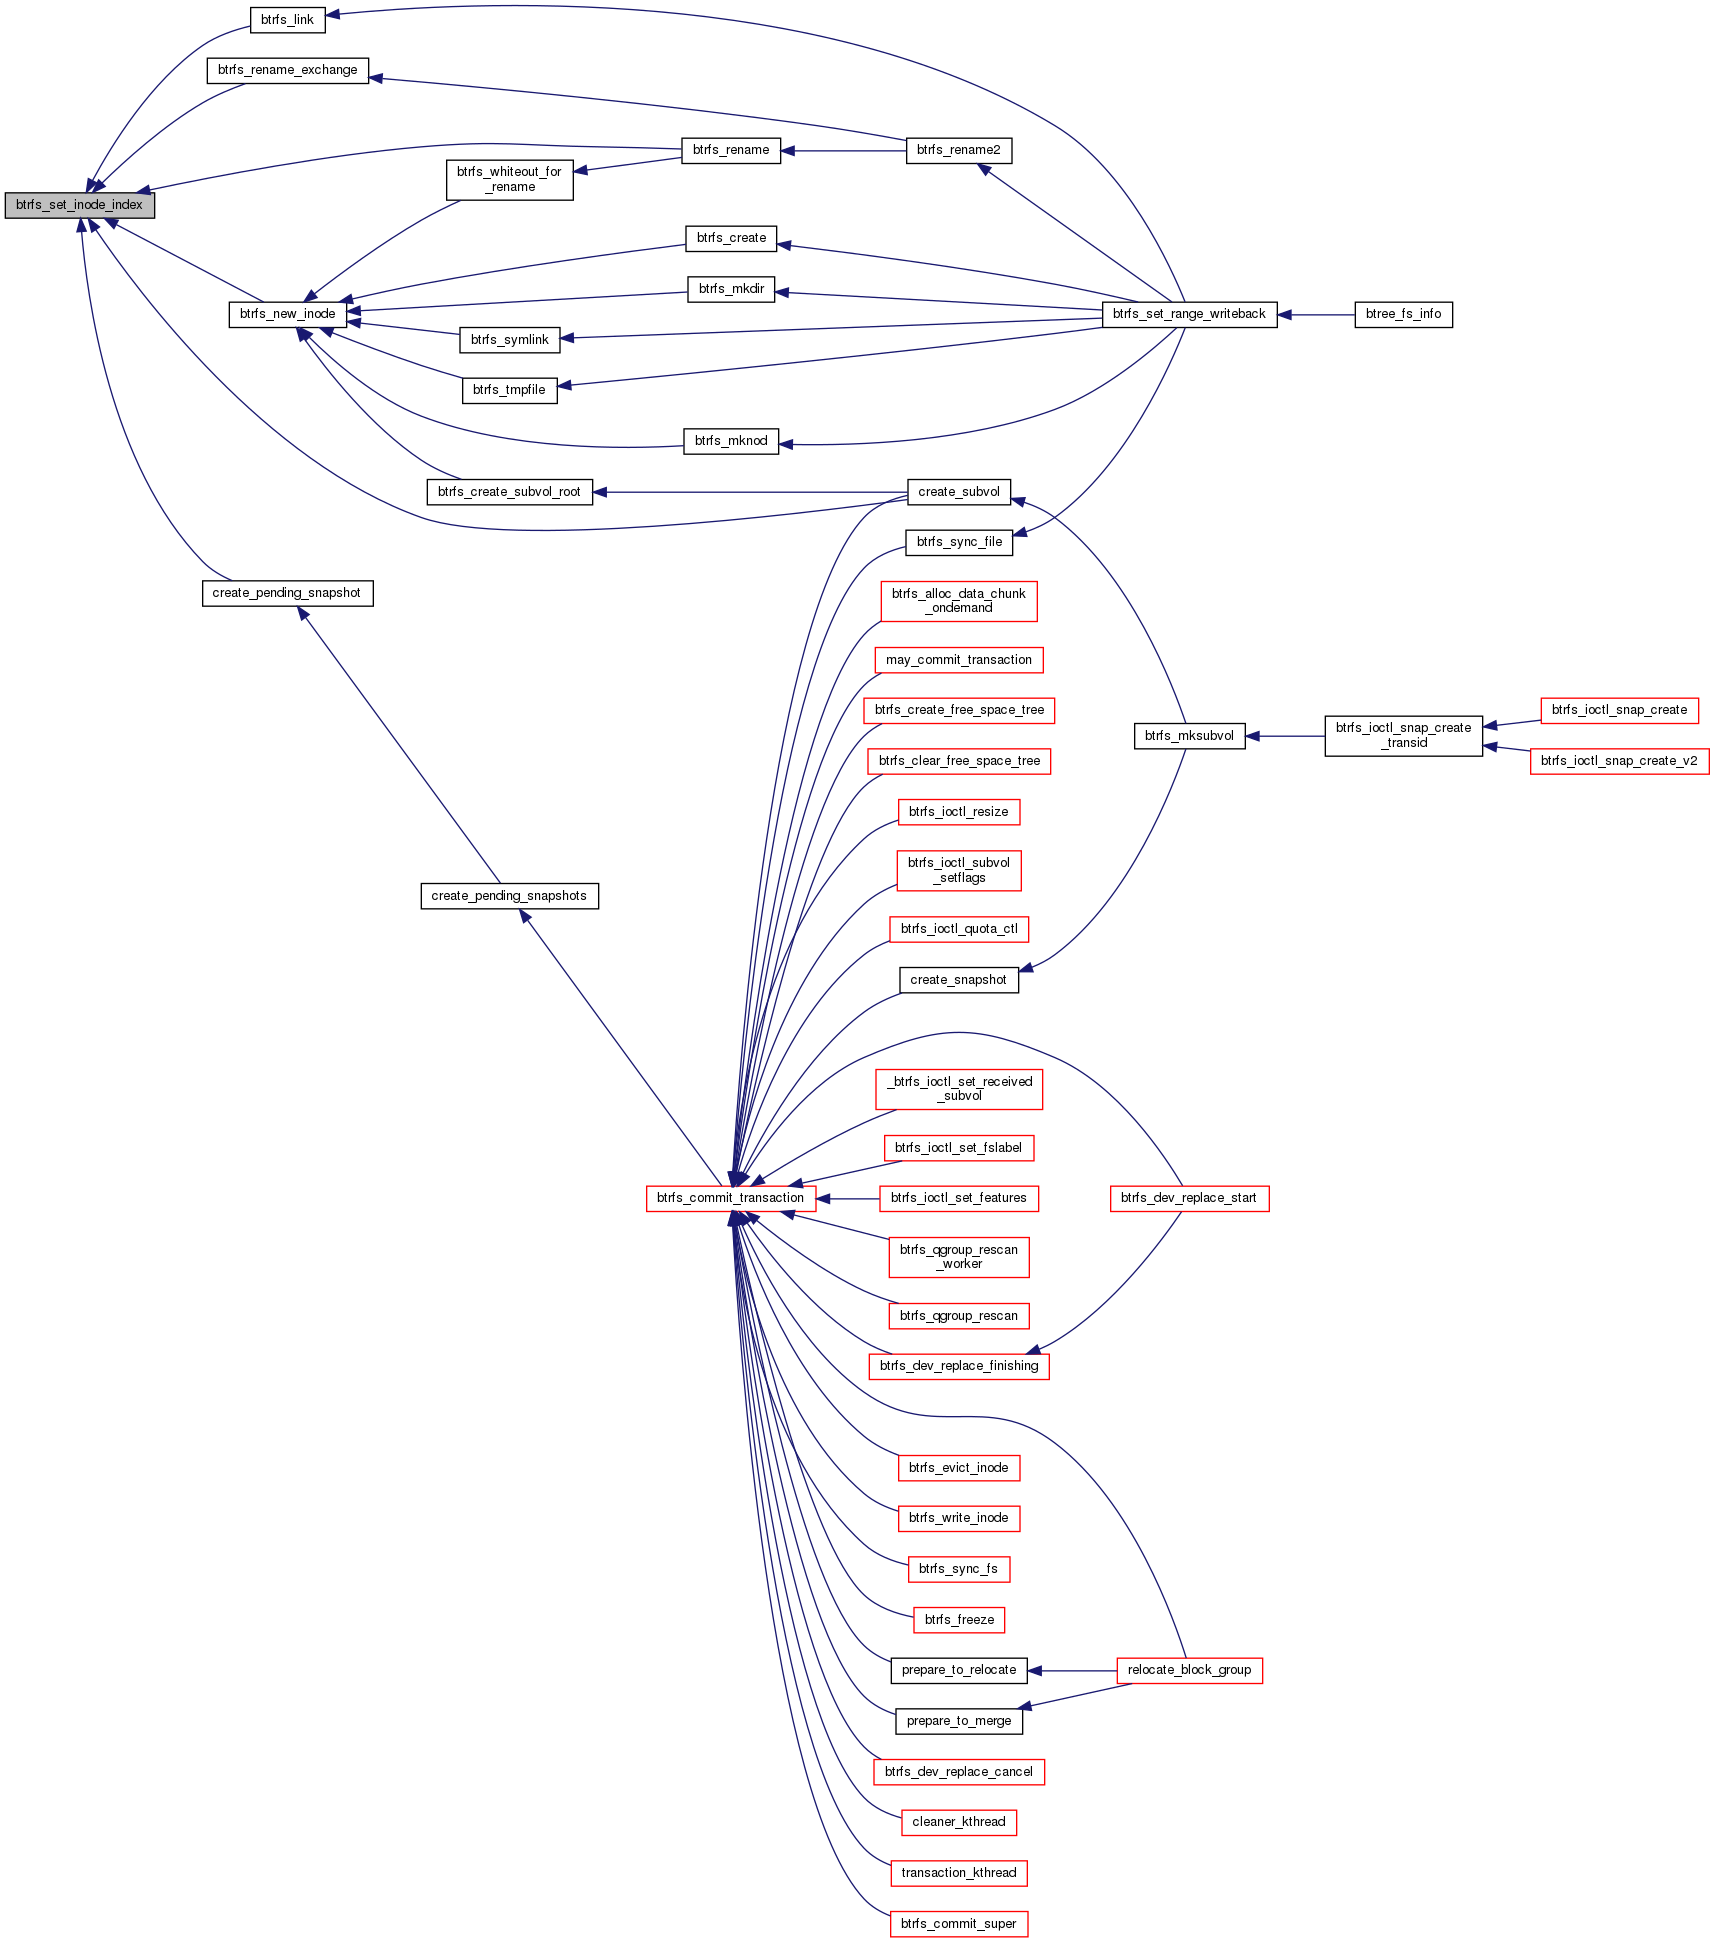 btrfs_link
btrfs_rename_exchange
btrfs_rename
btrfs_rename2
btrfs_whiteout_for
_rename
btrfs_set_inode_index
btrfs_create
btrfs_mkdir
btrfs_new_inode
btrfs_set_range_writeback
btree_fs_info
btrfs_symlink
btrfs_tmpfile
btrfs_mknod
btrfs_create_subvol_root
create_subvol
btrfs_sync_file
create_pending_snapshot
btrfs_alloc_data_chunk
_ondemand
may_commit_transaction
btrfs_create_free_space_tree
btrfs_ioctl_snap_create
btrfs_mksubvol
btrfs_ioctl_snap_create
_transid
btrfs_clear_free_space_tree
btrfs_ioctl_snap_create_v2
btrfs_ioctl_resize
btrfs_ioctl_subvol
_setflags
create_pending_snapshots
btrfs_ioctl_quota_ctl
create_snapshot
_btrfs_ioctl_set_received
_subvol
btrfs_ioctl_set_fslabel
btrfs_commit_transaction
btrfs_ioctl_set_features
btrfs_dev_replace_start
btrfs_qgroup_rescan
_worker
btrfs_qgroup_rescan
btrfs_dev_replace_finishing
btrfs_evict_inode
btrfs_write_inode
btrfs_sync_fs
btrfs_freeze
prepare_to_relocate
relocate_block_group
prepare_to_merge
btrfs_dev_replace_cancel
cleaner_kthread
transaction_kthread
btrfs_commit_super